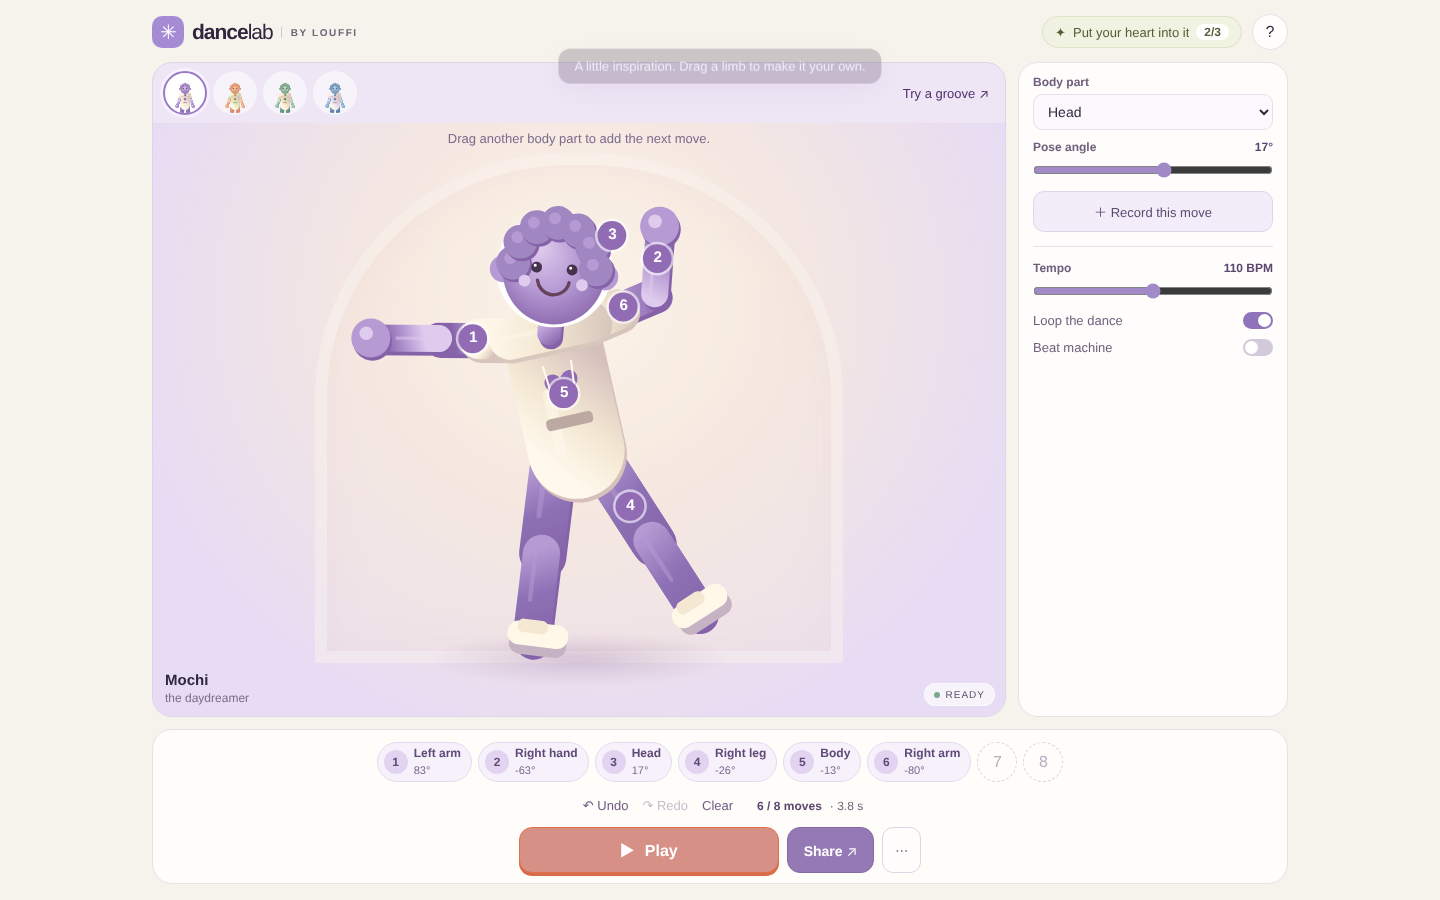 dancelab
BY LOUFFI
✦ Put your heart into it 2/3
?
A little inspiration. Drag a limb to make it your own.
Try a groove ↗
Drag another body part to add the next move.
3
2
6
1
5
4
Mochi
the daydreamer
READY
Body part
Head
Pose angle 17°
+ Record this move
Tempo 110 BPM
Loop the dance
Beat machine
1 Left arm
83°
2 Right hand
-63°
3 Head
17°
4 Right leg
-26°
5 Body
-13°
6 Right arm
-80°
7
8
↶ Undo ↷ Redo Clear 6 / 8 moves · 3.8 s
▶ Play
Share ↗
...